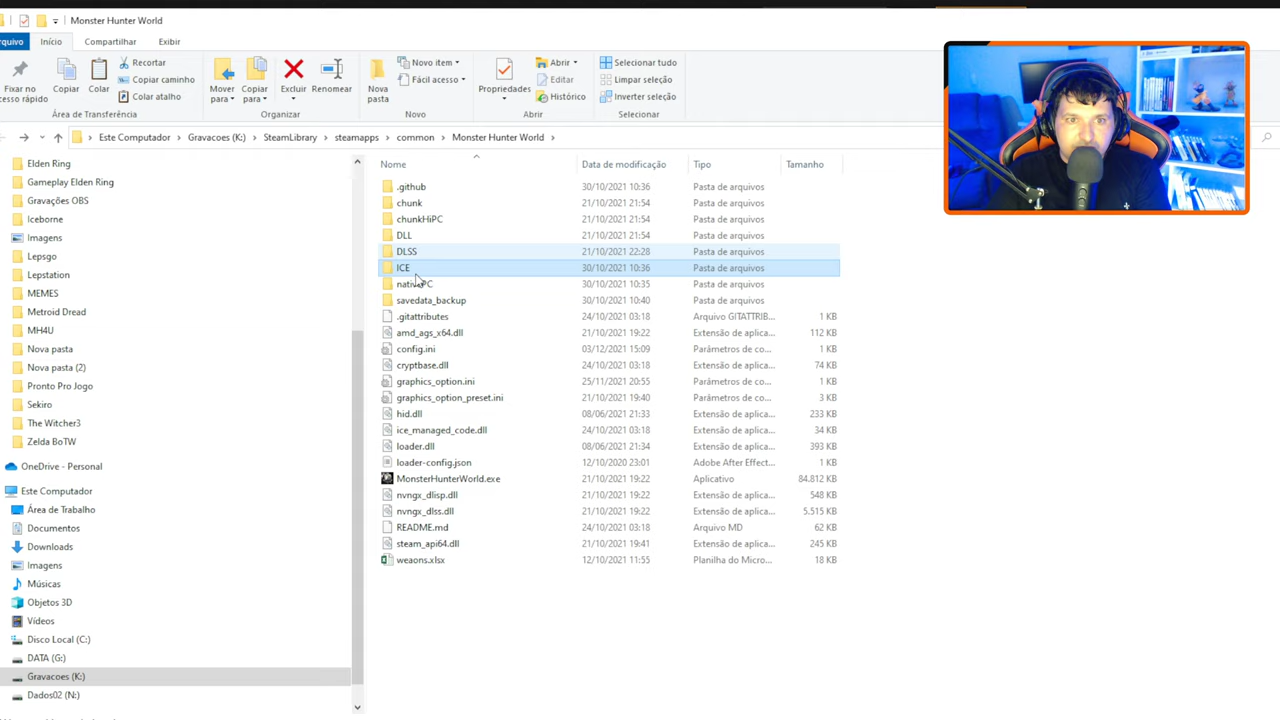 Monster Hunter World
rquivo Início Compartilhar Exibir
Fixar no
cesso rápido
Copiar
Colar
Recortar
Copiar caminho
Colar atalho
Área de Transferência
Mover
para
Copiar
para
Excluir
Renomear
Organizar
Nova
pasta
Novo item
Fácil acesso
Novo
Propriedades
Abrir
Editar
Histórico
Abrir
Selecionar tudo
Limpar seleção
Inverter seleção
Selecionar
Este Computador > Gravacoes (K:) > SteamLibrary > steamapps > common > Monster Hunter World >
Elden Ring
Gameplay Elden Ring
Gravações OBS
Iceborne
Imagens
Lepsgo
Lepstation
MEMES
Metroid Dread
MH4U
Nova pasta
Nova pasta (2)
Pronto Pro Jogo
Sekiro
The Witcher3
Zelda BoTW
OneDrive - Personal
Este Computador
Área de Trabalho
Documentos
Downloads
Imagens
Músicas
Objetos 3D
Vídeos
Disco Local (C:)
DATA (G:)
Gravacoes (K:)
Dados02 (N:)
Nome Data de modificação Tipo Tamanho
.github 30/10/2021 10:36 Pasta de arquivos
chunk 21/10/2021 21:54 Pasta de arquivos
chunkHiPC 21/10/2021 21:54 Pasta de arquivos
DLL 21/10/2021 21:54 Pasta de arquivos
DLSS 21/10/2021 22:28 Pasta de arquivos
ICE 30/10/2021 10:36 Pasta de arquivos
nativePC 30/10/2021 10:35 Pasta de arquivos
savedata_backup 30/10/2021 10:40 Pasta de arquivos
.gitattributes 24/10/2021 03:18 Arquivo GITATTRIB... 1 KB
amd_ags_x64.dll 21/10/2021 19:22 Extensão de aplica... 112 KB
config.ini 03/12/2021 15:09 Parâmetros de co... 1 KB
cryptbase.dll 24/10/2021 03:18 Extensão de aplica... 74 KB
graphics_option.ini 25/11/2021 20:55 Parâmetros de co... 1 KB
graphics_option_preset.ini 21/10/2021 19:40 Parâmetros de co... 3 KB
hid.dll 08/06/2021 21:33 Extensão de aplica... 233 KB
ice_managed_code.dll 24/10/2021 03:18 Extensão de aplica... 34 KB
loader.dll 08/06/2021 21:34 Extensão de aplica... 393 KB
loader-config.json 12/10/2020 23:01 Adobe After Effect... 1 KB
MonsterHunterWorld.exe 21/10/2021 19:22 Aplicativo 84.812 KB
nvngx_dlisp.dll 21/10/2021 19:22 Extensão de aplica... 548 KB
nvngx_dlss.dll 21/10/2021 19:22 Extensão de aplica... 5.515 KB
README.md 24/10/2021 03:18 Arquivo MD 62 KB
steam_api64.dll 21/10/2021 19:41 Extensão de aplica... 245 KB
weaons.xlsx 12/10/2021 11:55 Planilha do Micro... 18 KB